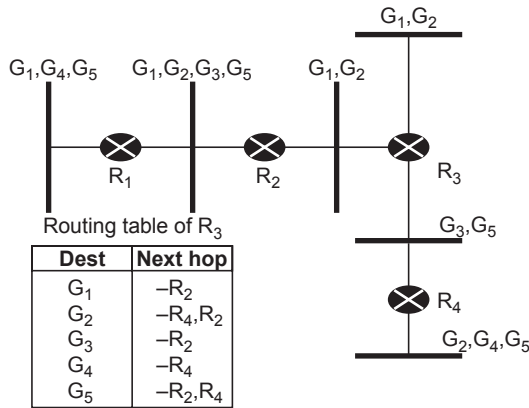 G₁,G₂
G₁,G₄,G₅
G₁,G₂,G₃,G₅
G₁,G₂
R₁
R₂
R₃
Routing table of R₃
G₃,G₅
Dest Next hop
G₁ –R₂
G₂ –R₄,R₂
G₃ –R₂
G₄ –R₄
G₅ –R₂,R₄
R₄
G₂,G₄,G₅